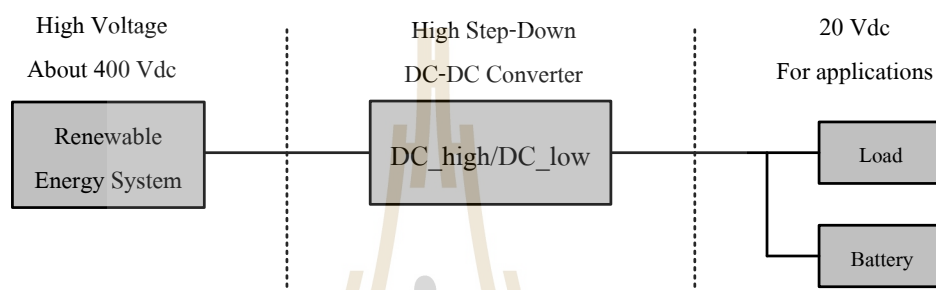 High Voltage
About 400 Vdc
High Step-Down
DC-DC Converter
20 Vdc
For applications
Renewable
Energy System
DC_high/DC_low
Load
Battery